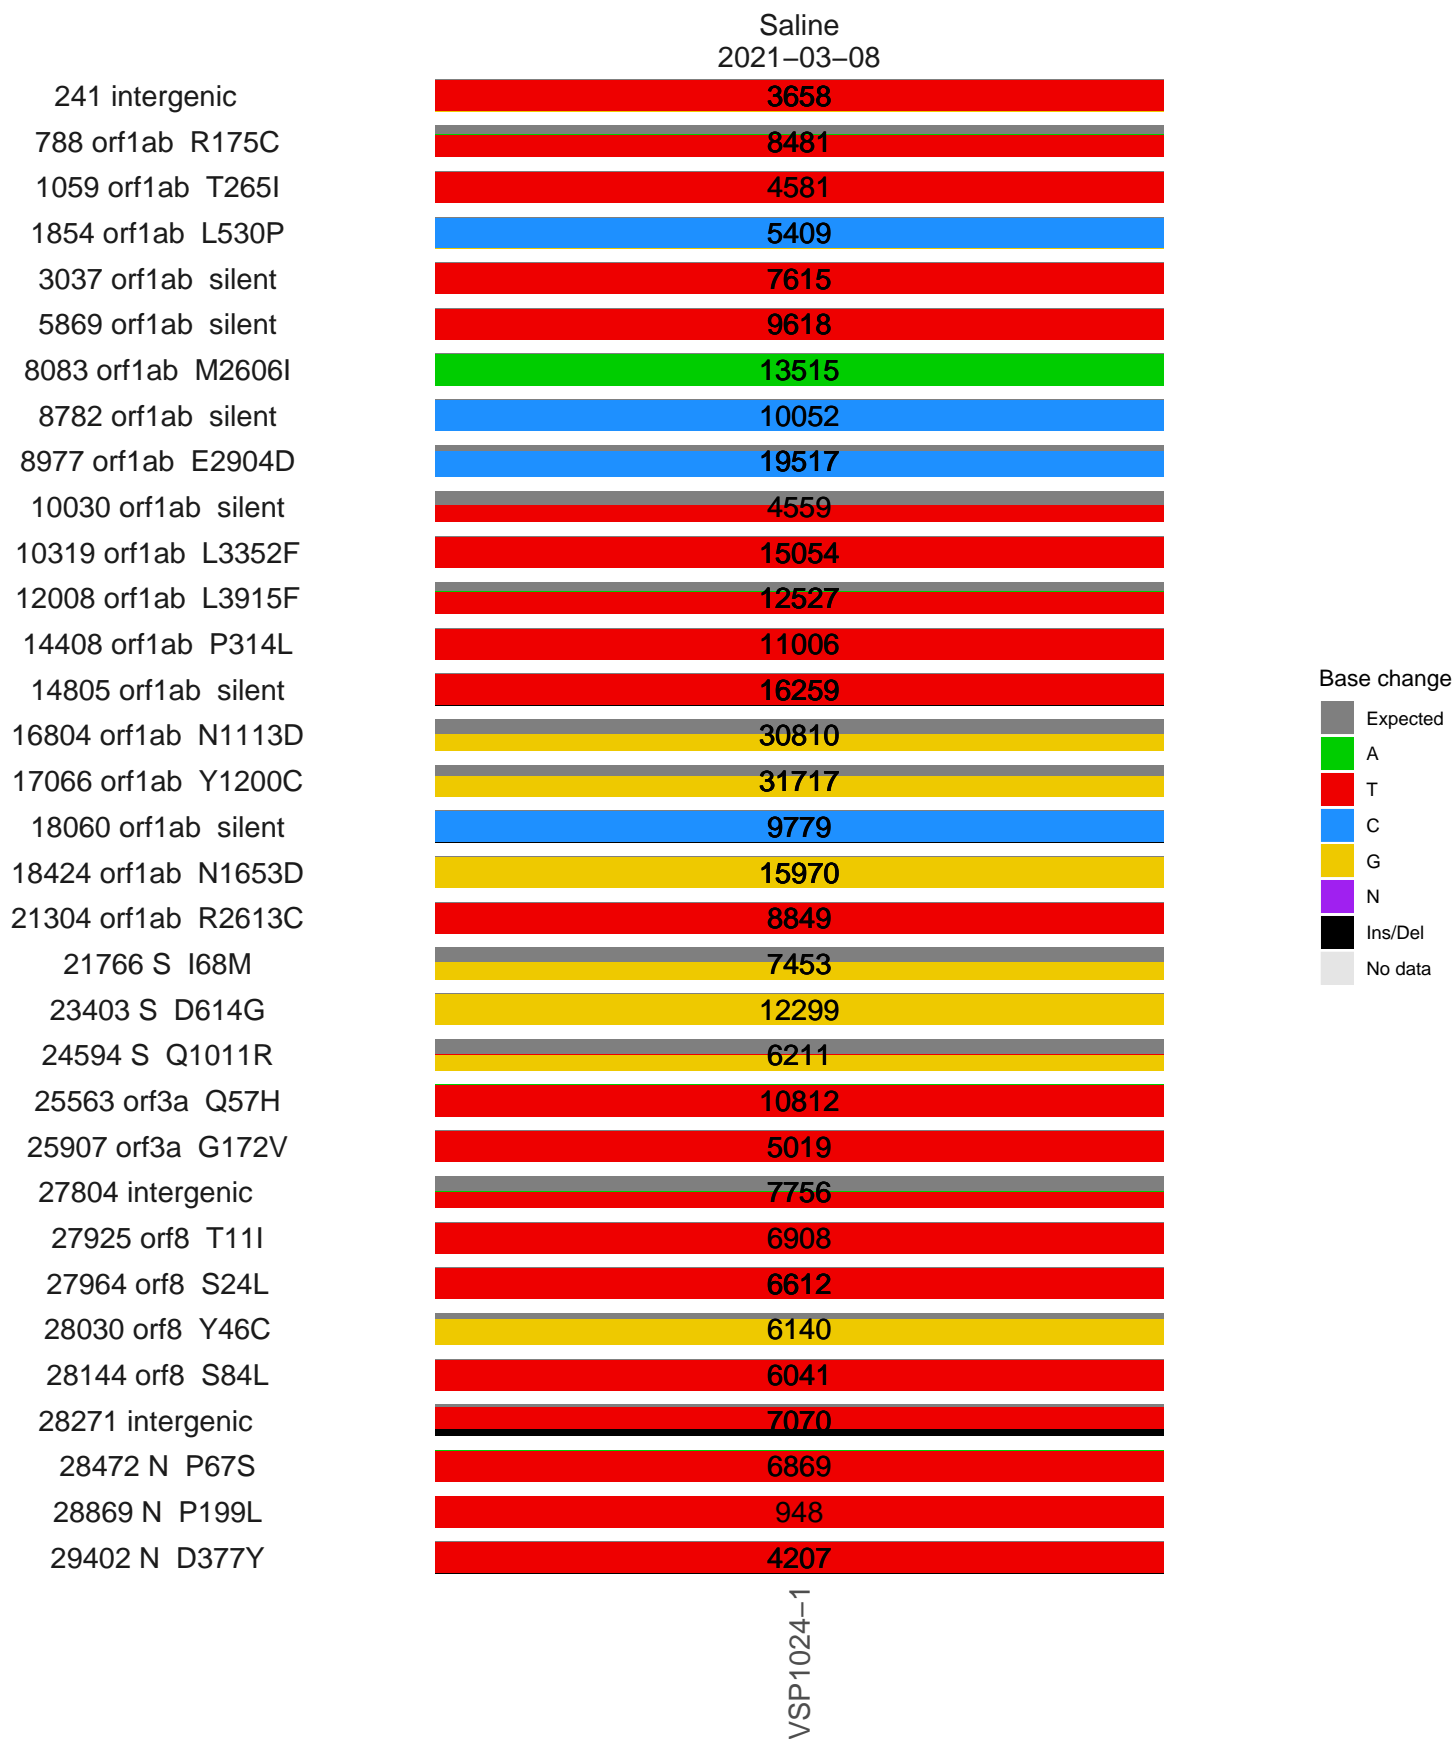 Saline
2021−03−08
241 intergenic 3658
788 orf1ab R175C 8481
1059 orf1ab T265I 4581
1854 orf1ab L530P 5409
3037 orf1ab silent 7615
5869 orf1ab silent 9618
8083 orf1ab M2606I 13515
8782 orf1ab silent 10052
8977 orf1ab E2904D 19517
10030 orf1ab silent 4559
10319 orf1ab L3352F 15054
12008 orf1ab L3915F 12527
14408 orf1ab P314L 11006
14805 orf1ab silent 16259
16804 orf1ab N1113D 30810
17066 orf1ab Y1200C 31717
18060 orf1ab silent 9779
18424 orf1ab N1653D 15970
21304 orf1ab R2613C 8849
21766 S I68M 7453
23403 S D614G 12299
24594 S Q1011R 6211
25563 orf3a Q57H 10812
25907 orf3a G172V 5019
27804 intergenic 7756
27925 orf8 T11I 6908
27964 orf8 S24L 6612
28030 orf8 Y46C 6140
28144 orf8 S84L 6041
28271 intergenic 7070
28472 N P67S 6869
28869 N P199L 948
29402 N D377Y 4207
VSP1024−1
Base change
Expected
A
T
C
G
N
Ins/Del
No data